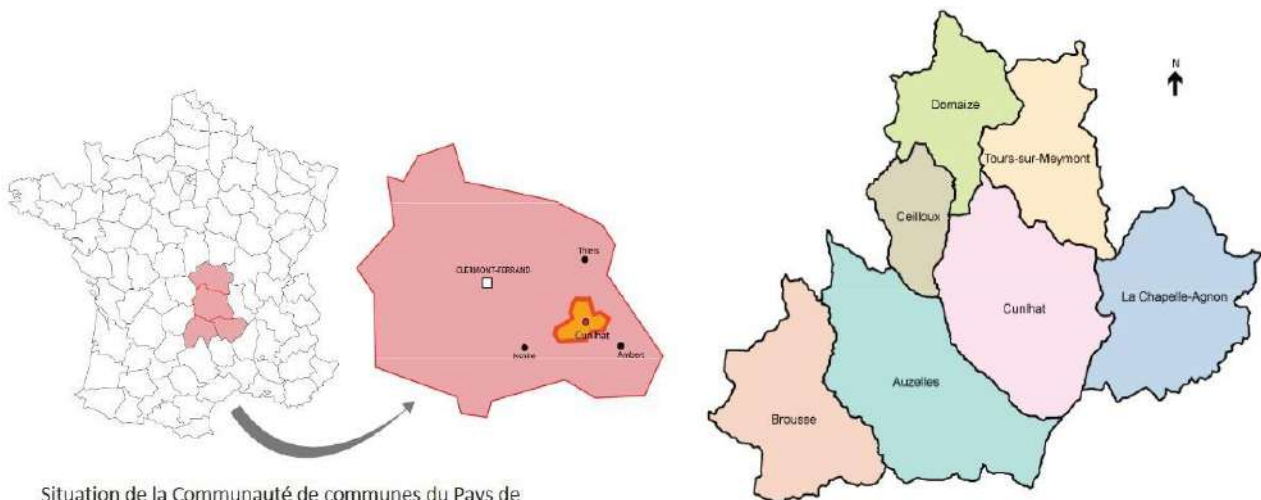 Thiers
CLERMONT-FERRAND
Cunlhat
Issoire
Ambert
Situation de la Communauté de communes du Pays de
N
Domaize
Tours-sur-Meymont
Ceilloux
Cunlhat
La Chapelle-Agnon
Auzelles
Brousse